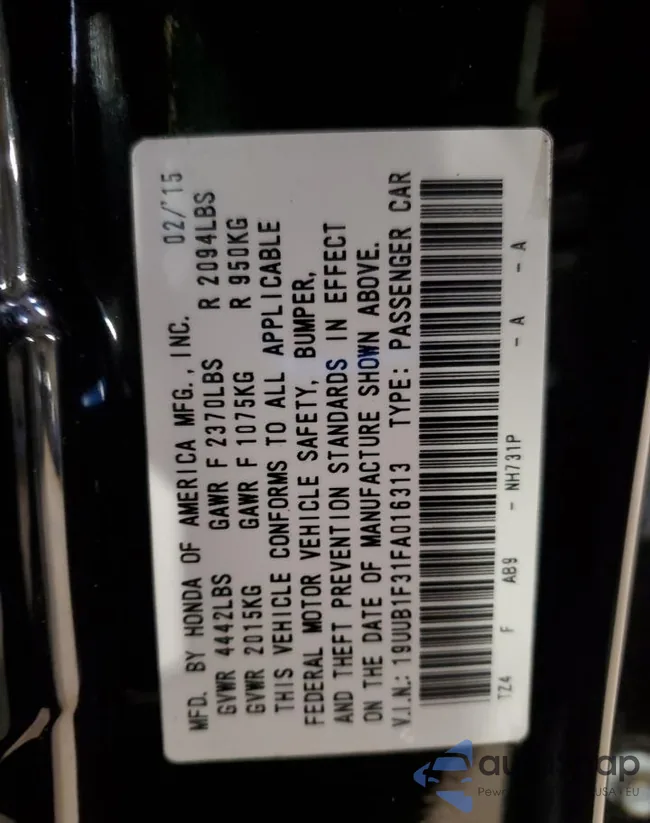 MFD. BY HONDA OF AMERICA MFG., INC. 02/'15
GVWR 4442LBS GAWR F 2370LBS R 2094LBS
GVWR 2015KG GAWR F 1075KG R 950KG
THIS VEHICLE CONFORMS TO ALL APPLICABLE
FEDERAL MOTOR VEHICLE SAFETY, BUMPER,
AND THEFT PREVENTION STANDARDS IN EFFECT
ON THE DATE OF MANUFACTURE SHOWN ABOVE.
V.I.N.: 19UUB1F31FA016313 TYPE: PASSENGER CAR
TZ4 F AB9 - NH731P - A - A
USA - EU